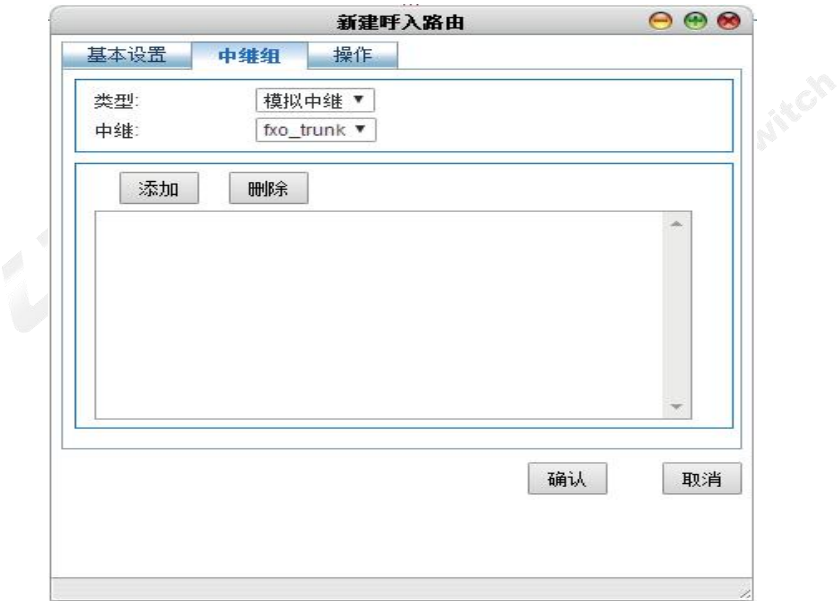 新建呼入路由
基本设置 中继组 操作
类型: 模拟中继
中继: fxo_trunk
添加 删除
确认 取消
witch